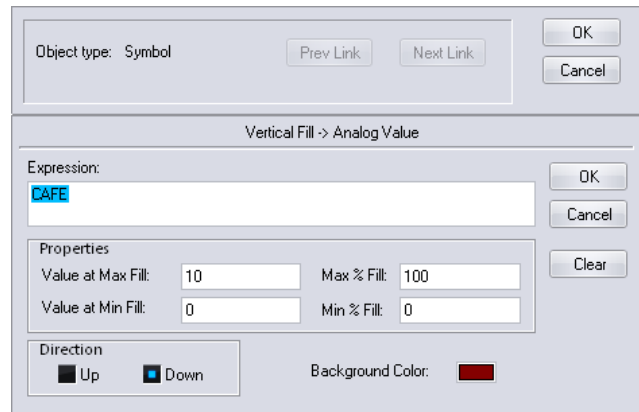 Object type: Symbol
Prev Link
Next Link
OK
Cancel
Vertical Fill -> Analog Value
Expression:
CAFE
OK
Cancel
Clear
Properties
Value at Max Fill: 10 Max % Fill: 100
Value at Min Fill: 0 Min % Fill: 0
Direction
Up Down
Background Color: